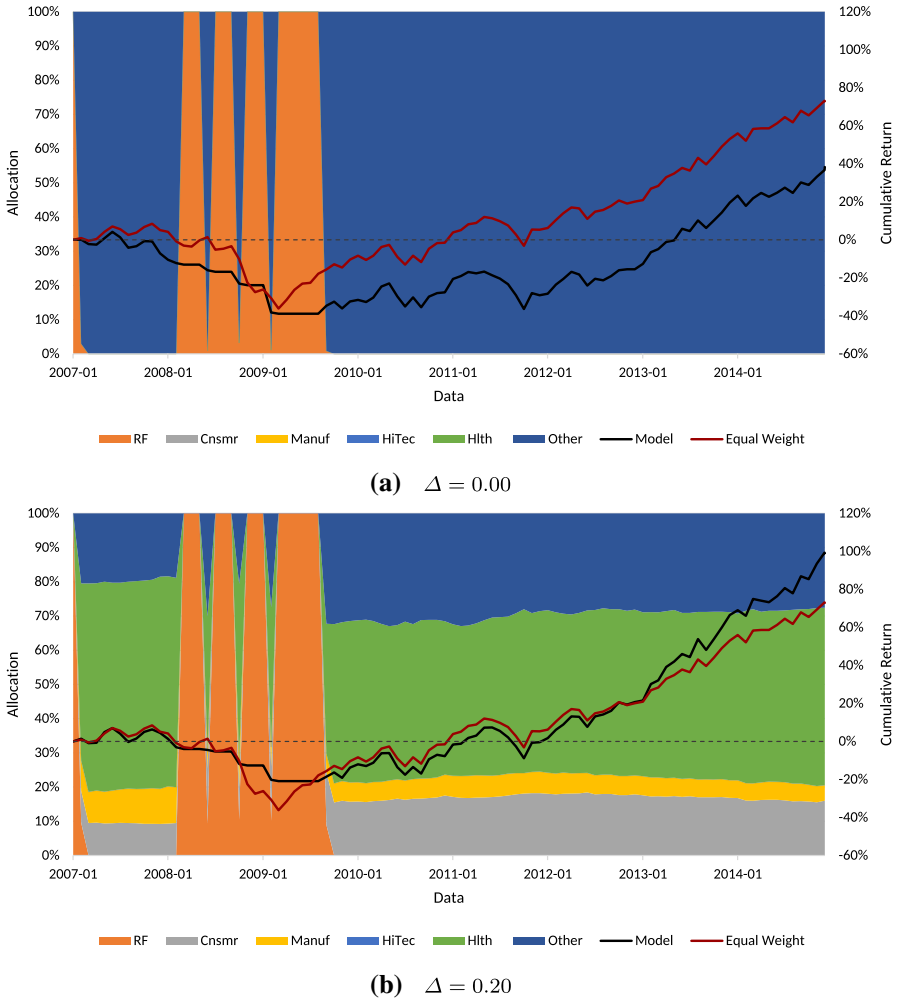 100% 120%
90% 100%
80% 80%
70% 60%
60% 40%
50% 20%
40% 0%
30% -20%
20% -40%
10% -60%
0%
Allocation
Cumulative Return
2007-01 2008-01 2009-01 2010-01 2011-01 2012-01 2013-01 2014-01
Data
RF Cnsmr Manuf HiTec Hlth Other Model Equal Weight
(a) Δ = 0.00
100% 120%
90% 100%
80% 80%
70% 60%
60% 40%
50% 20%
40% 0%
30% -20%
20% -40%
10% -60%
0%
Allocation
Cumulative Return
2007-01 2008-01 2009-01 2010-01 2011-01 2012-01 2013-01 2014-01
Data
RF Cnsmr Manuf HiTec Hlth Other Model Equal Weight
(b) Δ = 0.20